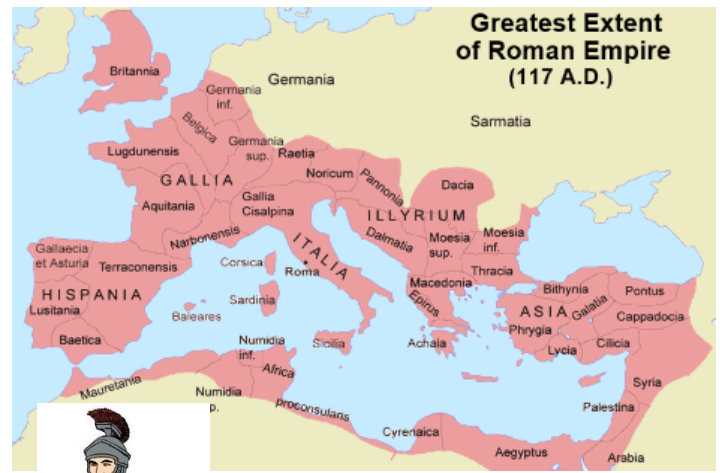 Greatest Extent
of Roman Empire
(117 A.D.)
Britannia
Germania
Germania
inf.
Sarmatia
Belgica
Lugdunensis
Germania
sup.
Raetia
Noricum
Pannonia
Dacia
GALLIA
Gallia
Cisalpina
Aquitania
ILLYRIUM
Dalmatia
Moesia
sup.
Moesia
inf.
Narbonensis
ITALIA
Gallaecia
et Asturia
Terraconensis
Corsica
Roma
Thracia
Macedonia
Epirus
HISPANIA
Lusitania
Baleares
Sardinia
Bithynia
Pontus
ASIA
Galatia
Cappadocia
Phrygia
Baetica
Numidia
inf.
Sicilia
Achaia
Lycia
Cilicia
Africa
Mauretania
Numidia
p.
proconsularis
Syria
Palestina
Cyrenaica
Aegyptus
Arabia